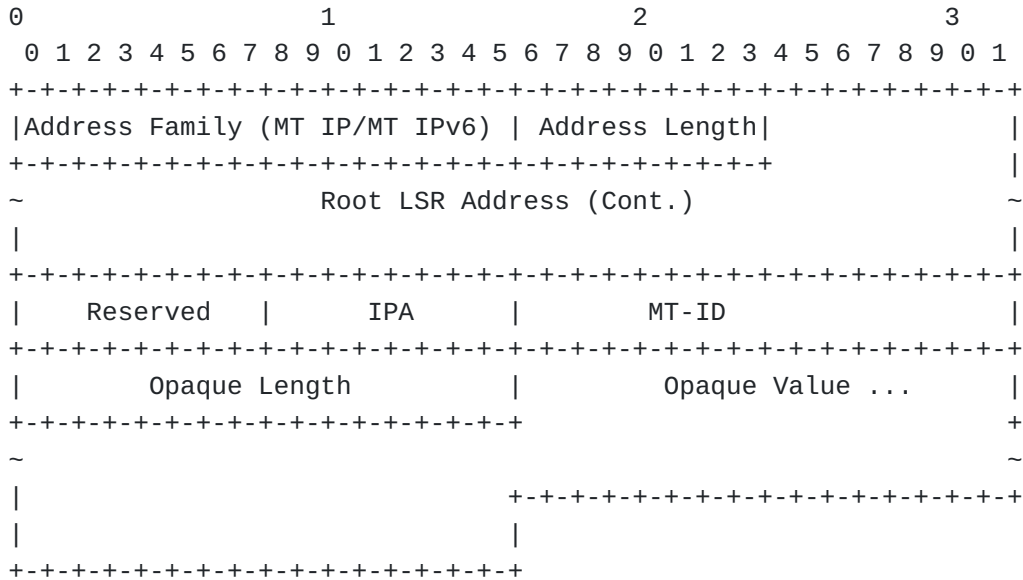 0                   1                   2                   3
 0 1 2 3 4 5 6 7 8 9 0 1 2 3 4 5 6 7 8 9 0 1 2 3 4 5 6 7 8 9 0 1
+-+-+-+-+-+-+-+-+-+-+-+-+-+-+-+-+-+-+-+-+-+-+-+-+-+-+-+-+-+-+-+-+
|Address Family (MT IP/MT IPv6) | Address Length|               |
+-+-+-+-+-+-+-+-+-+-+-+-+-+-+-+-+-+-+-+-+-+-+-+-+               |
~                   Root LSR Address (Cont.)                    ~
|                                                               |
+-+-+-+-+-+-+-+-+-+-+-+-+-+-+-+-+-+-+-+-+-+-+-+-+-+-+-+-+-+-+-+-+
|    Reserved   |      IPA      |        MT-ID                  |
+-+-+-+-+-+-+-+-+-+-+-+-+-+-+-+-+-+-+-+-+-+-+-+-+-+-+-+-+-+-+-+-+
|        Opaque Length          |         Opaque Value ...      |
+-+-+-+-+-+-+-+-+-+-+-+-+-+-+-+-+                               +
~                                                               ~
|                               +-+-+-+-+-+-+-+-+-+-+-+-+-+-+-+-+
|                               |
+-+-+-+-+-+-+-+-+-+-+-+-+-+-+-+-+